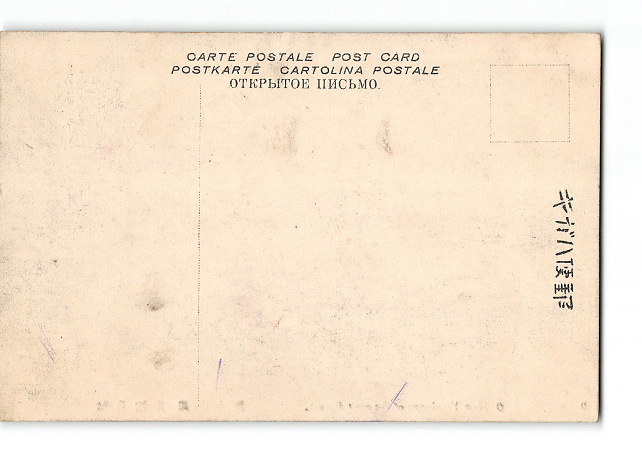 CARTE POSTALE POST CARD
POSTKARTÉ CARTOLINA POSTALE
ОТКРЫТОЕ ПИСЬМО.
キガハ便郵